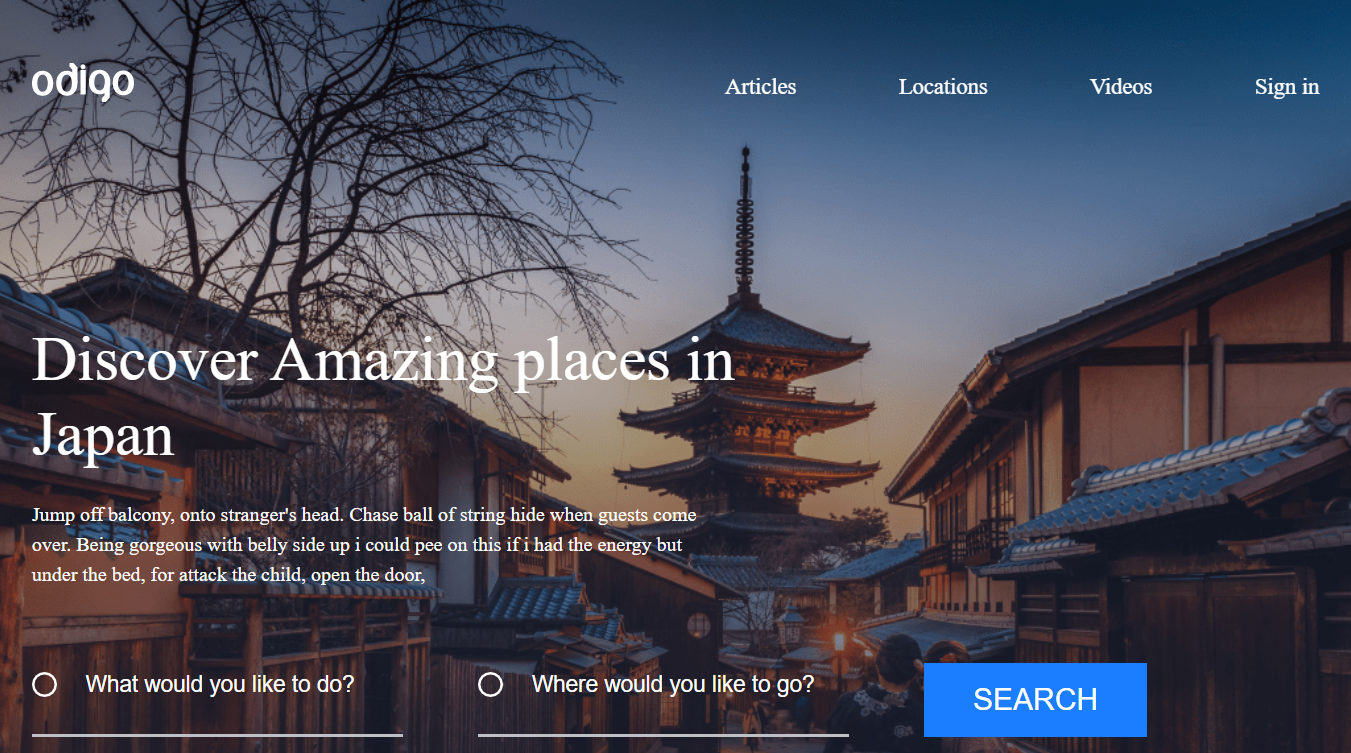 odigo
Articles
Locations
Videos
Sign in
Discover Amazing places in
Japan
Jump off balcony, onto stranger's head. Chase ball of string hide when guests come
over. Being gorgeous with belly side up i could pee on this if i had the energy but
under the bed, for attack the child, open the door,
What would you like to do?
Where would you like to go?
SEARCH